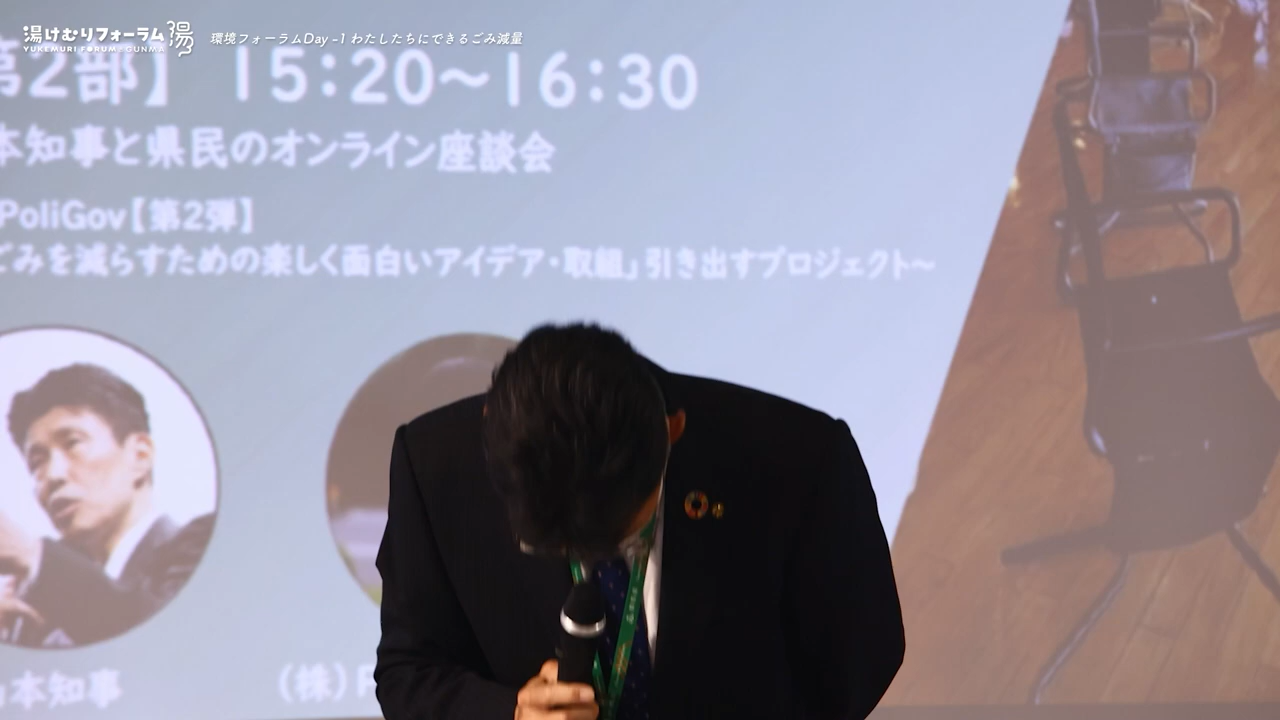 湯けむりフォーラム 湯
YUKEMURI FORUM GUNMA
環境フォーラムDay -1 わたしたちにできるごみ減量
第2部】 15:20〜16:30
本知事と県民のオンライン座談会
PoliGov【第2弾】
ごみを減らすための楽しく面白いアイデア・取組」引き出すプロジェクト〜
本知事
(株)